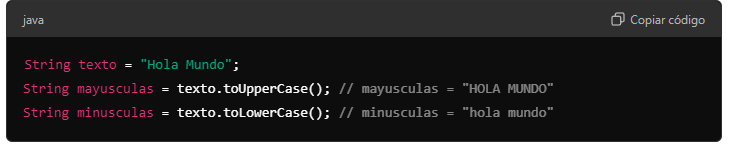 java
Copiar código
String texto = "Hola Mundo";
String mayusculas = texto.toUpperCase(); // mayusculas = "HOLA MUNDO"
String minusculas = texto.toLowerCase(); // minusculas = "hola mundo"